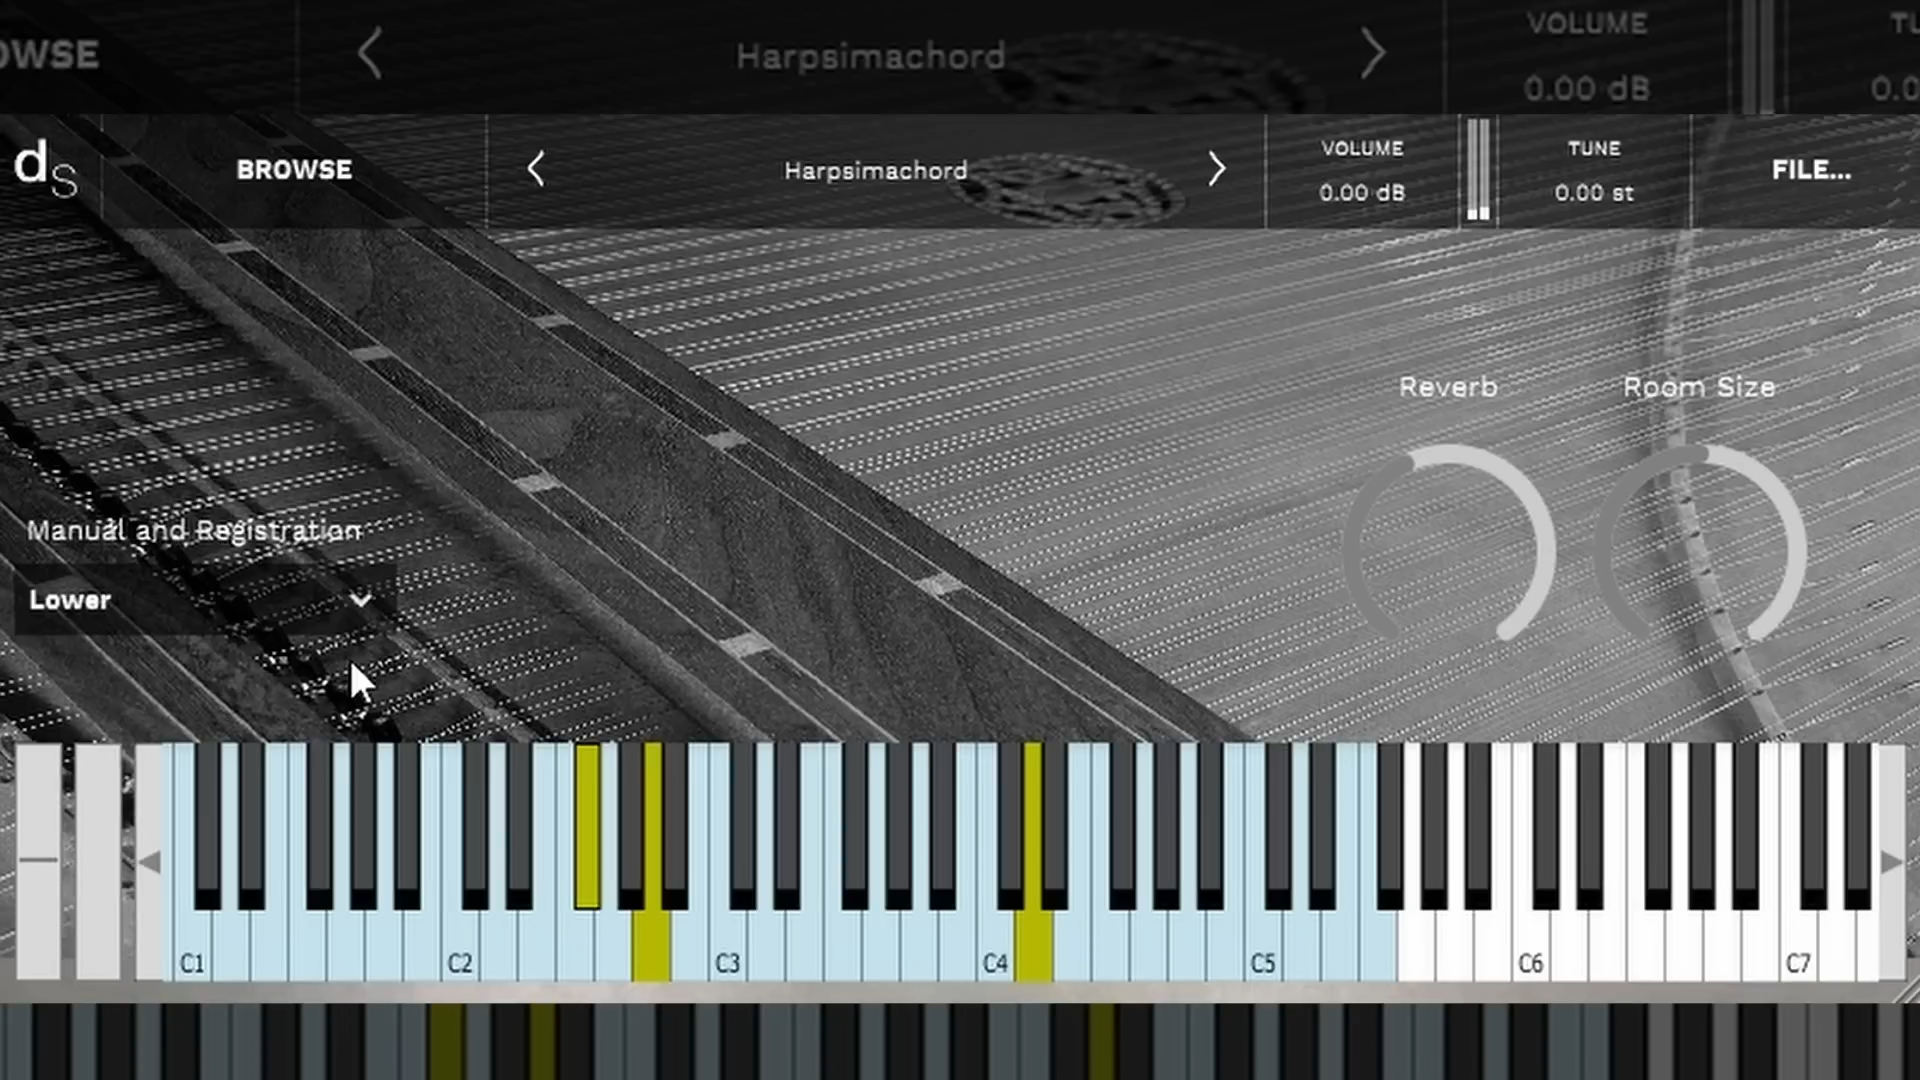 OWSE
Harpsimachord
VOLUME
0.00 dB
dS
BROWSE
Harpsimachord
VOLUME
0.00 dB
TUNE
0.00 st
FILE...
Reverb
Room Size
Manual and Registration
Lower
C1
C2
C3
C4
C5
C6
C7